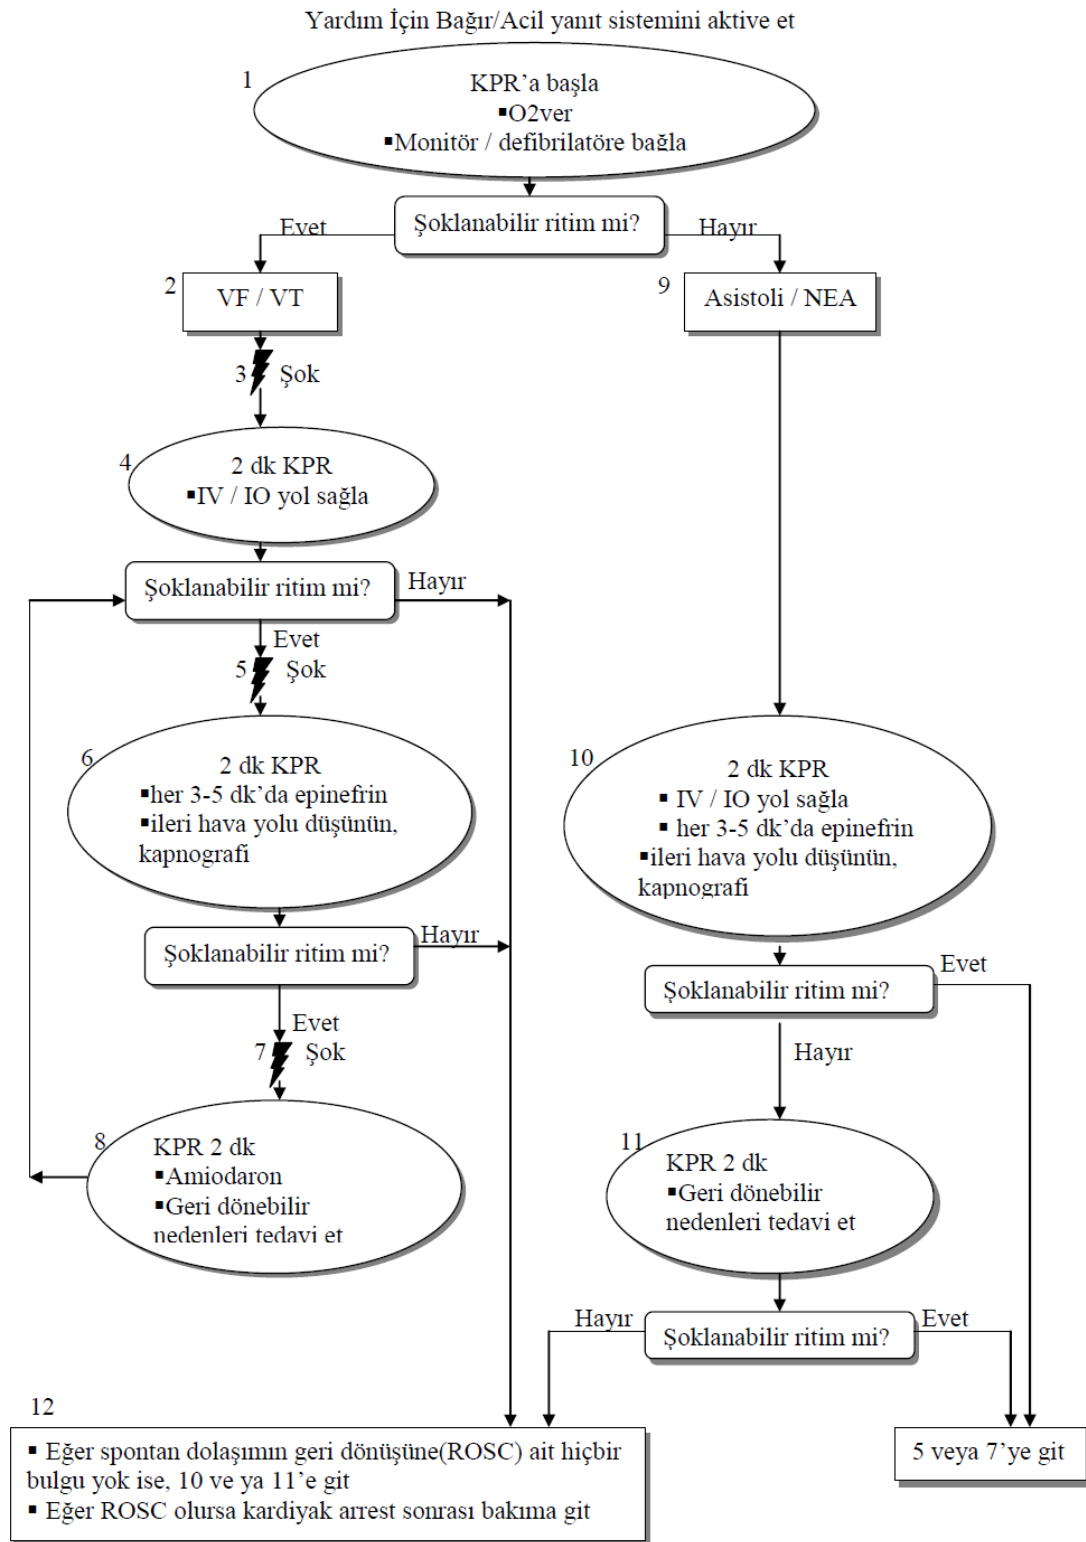 Yardım İçin Bağır/Acil yanıt sistemini aktive et
1
KPR’a başla
▪O2ver
▪Monitör / defibrilatöre bağla
Şoklanabilir ritim mi?
Evet
Hayır
2
VF / VT
9
Asistoli / NEA
3
Şok
4
2 dk KPR
▪IV / IO yol sağla
Şoklanabilir ritim mi?
Hayır
Evet
5
Şok
6
2 dk KPR
▪her 3-5 dk’da epinefrin
▪ileri hava yolu düşünün,
kapnografi
10
2 dk KPR
▪ IV / IO yol sağla
▪ her 3-5 dk’da epinefrin
▪ileri hava yolu düşünün,
kapnografi
Şoklanabilir ritim mi?
Hayır
Şoklanabilir ritim mi?
Evet
Evet
7
Şok
Hayır
8
KPR 2 dk
▪Amiodaron
▪Geri dönebilir
nedenleri tedavi et
11
KPR 2 dk
▪Geri dönebilir
nedenleri tedavi et
Hayır
Şoklanabilir ritim mi?
Evet
12
▪ Eğer spontan dolaşımın geri dönüşüne(ROSC) ait hiçbir
bulgu yok ise, 10 ve ya 11’e git
▪ Eğer ROSC olursa kardiyak arrest sonrası bakıma git
5 veya 7’ye git